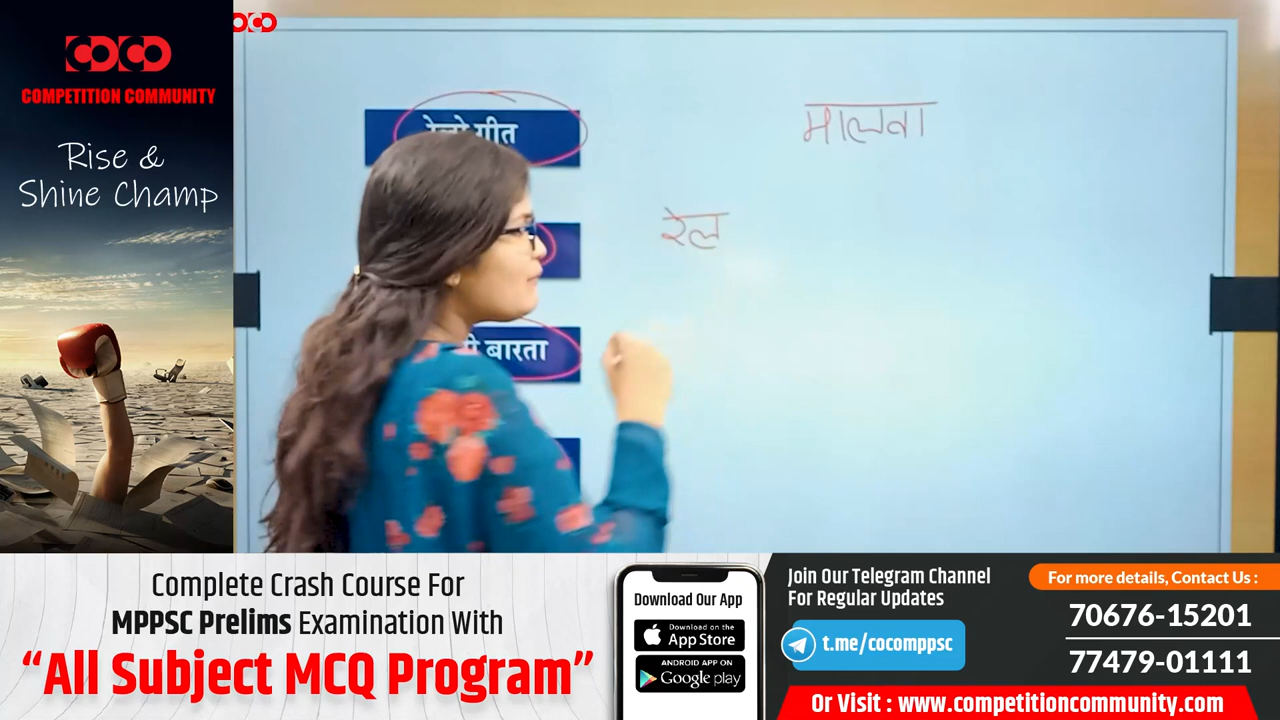 COCO
COMPETITION COMMUNITY
Rise &
Shine Champ
गीत
मालवा
रेल
बारता
Complete Crash Course For
MPPSC Prelims Examination With
“All Subject MCQ Program”
Download Our App
Download on the
App Store
ANDROID APP ON
Google play
Join Our Telegram Channel
For Regular Updates
t.me/cocomppsc
For more details, Contact Us :
70676-15201
77479-01111
Or Visit : www.competitioncommunity.com